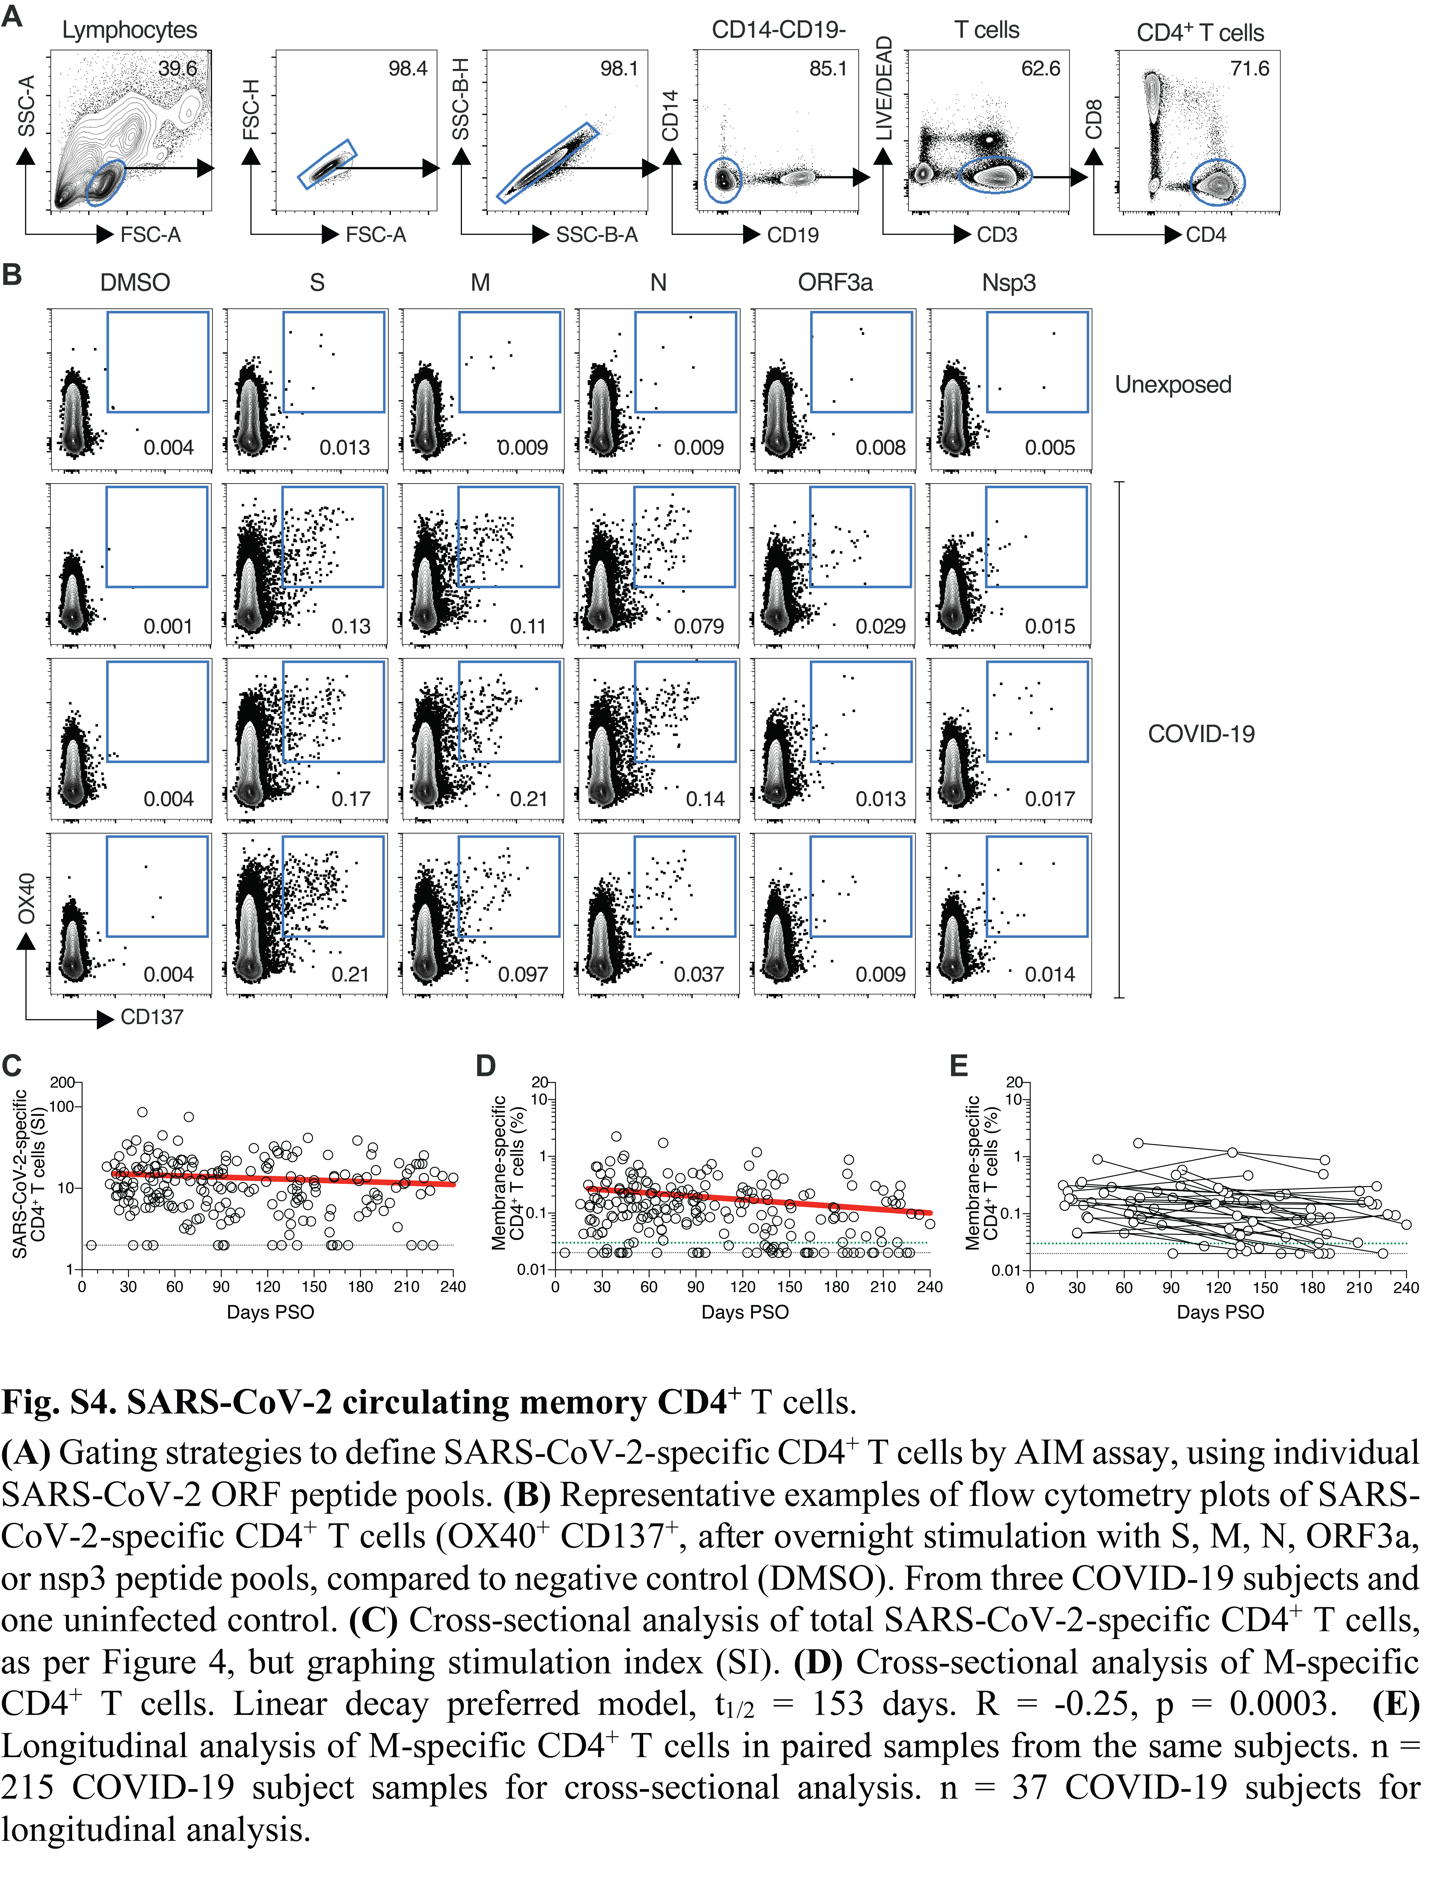 A
Lymphocytes
CD14-CD19-
T cells
CD4+ T cells
39.6
98.4
98.1
85.1
62.6
71.6
SSC-A
FSC-H
SSC-B-H
CD14
LIVE/DEAD
CD8
FSC-A
FSC-A
SSC-B-A
CD19
CD3
CD4
B
DMSO
S
M
N
ORF3a
Nsp3
0.004
0.013
0.009
0.009
0.008
0.005
Unexposed
0.001
0.13
0.11
0.079
0.029
0.015
0.004
0.17
0.21
0.14
0.013
0.017
COVID-19
0.004
0.21
0.097
0.037
0.009
0.014
OX40
CD137
C
SARS-CoV-2-specific
CD4+ T cells (SI)
200
100
10
1
0 30 60 90 120 150 180 210 240
Days PSO
D
Membrane-specific
CD4+ T cells (%)
20
10
1
0.1
0.01
0 30 60 90 120 150 180 210 240
Days PSO
E
Membrane-specific
CD4+ T cells (%)
20
10
1
0.1
0.01
0 30 60 90 120 150 180 210 240
Days PSO
Fig. S4. SARS-CoV-2 circulating memory CD4+ T cells.
(A) Gating strategies to define SARS-CoV-2-specific CD4+ T cells by AIM assay, using individual
SARS-CoV-2 ORF peptide pools. (B) Representative examples of flow cytometry plots of SARS-
CoV-2-specific CD4+ T cells (OX40+ CD137+, after overnight stimulation with S, M, N, ORF3a,
or nsp3 peptide pools, compared to negative control (DMSO). From three COVID-19 subjects and
one uninfected control. (C) Cross-sectional analysis of total SARS-CoV-2-specific CD4+ T cells,
as per Figure 4, but graphing stimulation index (SI). (D) Cross-sectional analysis of M-specific
CD4+ T cells. Linear decay preferred model, t1/2 = 153 days. R = -0.25, p = 0.0003. (E)
Longitudinal analysis of M-specific CD4+ T cells in paired samples from the same subjects. n =
215 COVID-19 subject samples for cross-sectional analysis. n = 37 COVID-19 subjects for
longitudinal analysis.